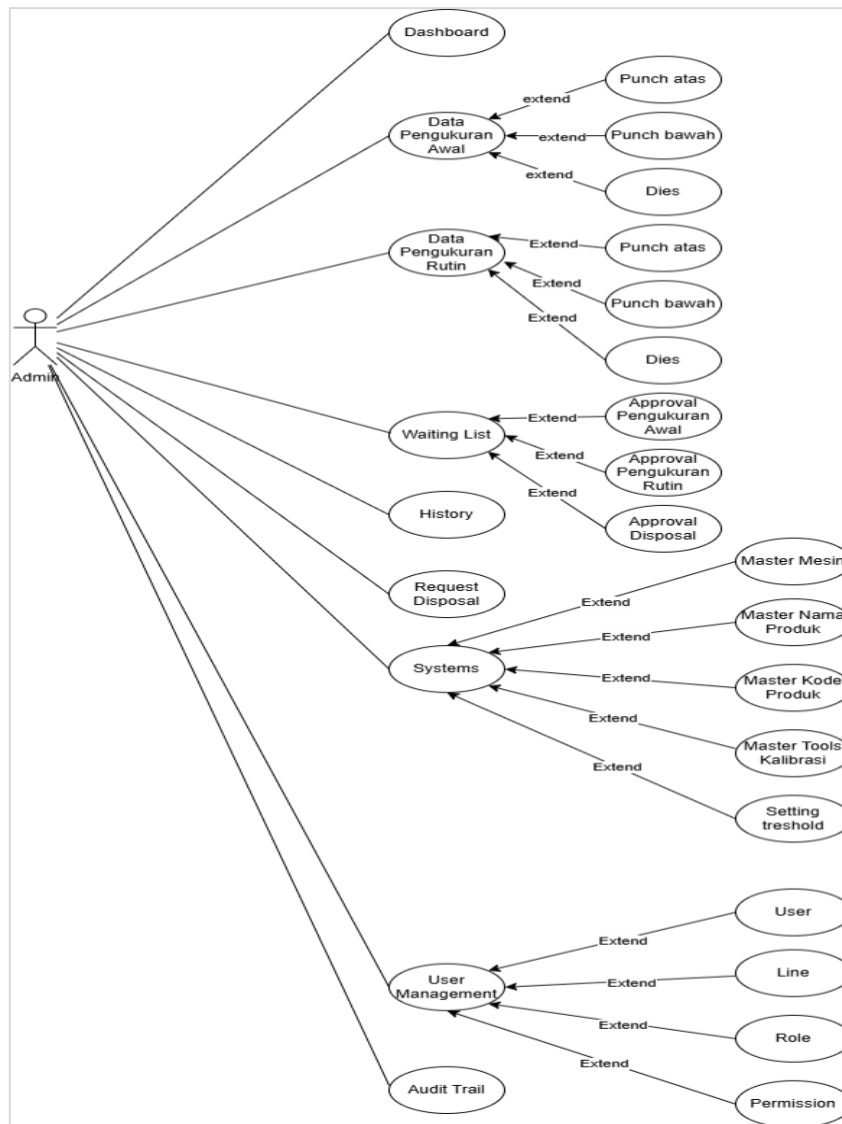 Dashboard
Punch atas
extend
Data
Pengukuran
Awal
extend
Punch bawah
extend
Dies
Data
Pengukuran
Rutin
Extend
Punch atas
Extend
Punch bawah
Extend
Dies
Admin
Waiting List
Extend
Approval
Pengukuran
Awal
Extend
Approval
Pengukuran
Rutin
Extend
Approval
Disposal
History
Request
Disposal
Master Mesin
Extend
Systems
Extend
Master Nama
Produk
Extend
Master Kode
Produk
Extend
Master Tools
Kalibrasi
Extend
Setting
treshold
User
Extend
User
Management
Extend
Line
Extend
Role
Extend
Permission
Audit Trail